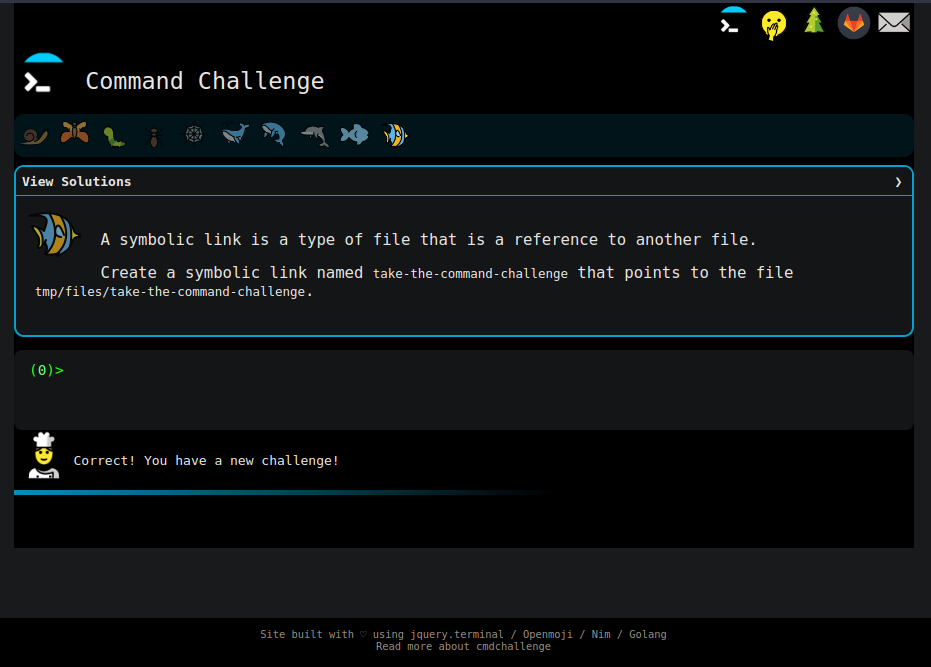 Command Challenge
View Solutions
A symbolic link is a type of file that is a reference to another file.
Create a symbolic link named take-the-command-challenge that points to the file
tmp/files/take-the-command-challenge.
(0)>
Correct! You have a new challenge!
Site built with ♡ using jquery.terminal / Openmoji / Nim / Golang
Read more about cmdchallenge